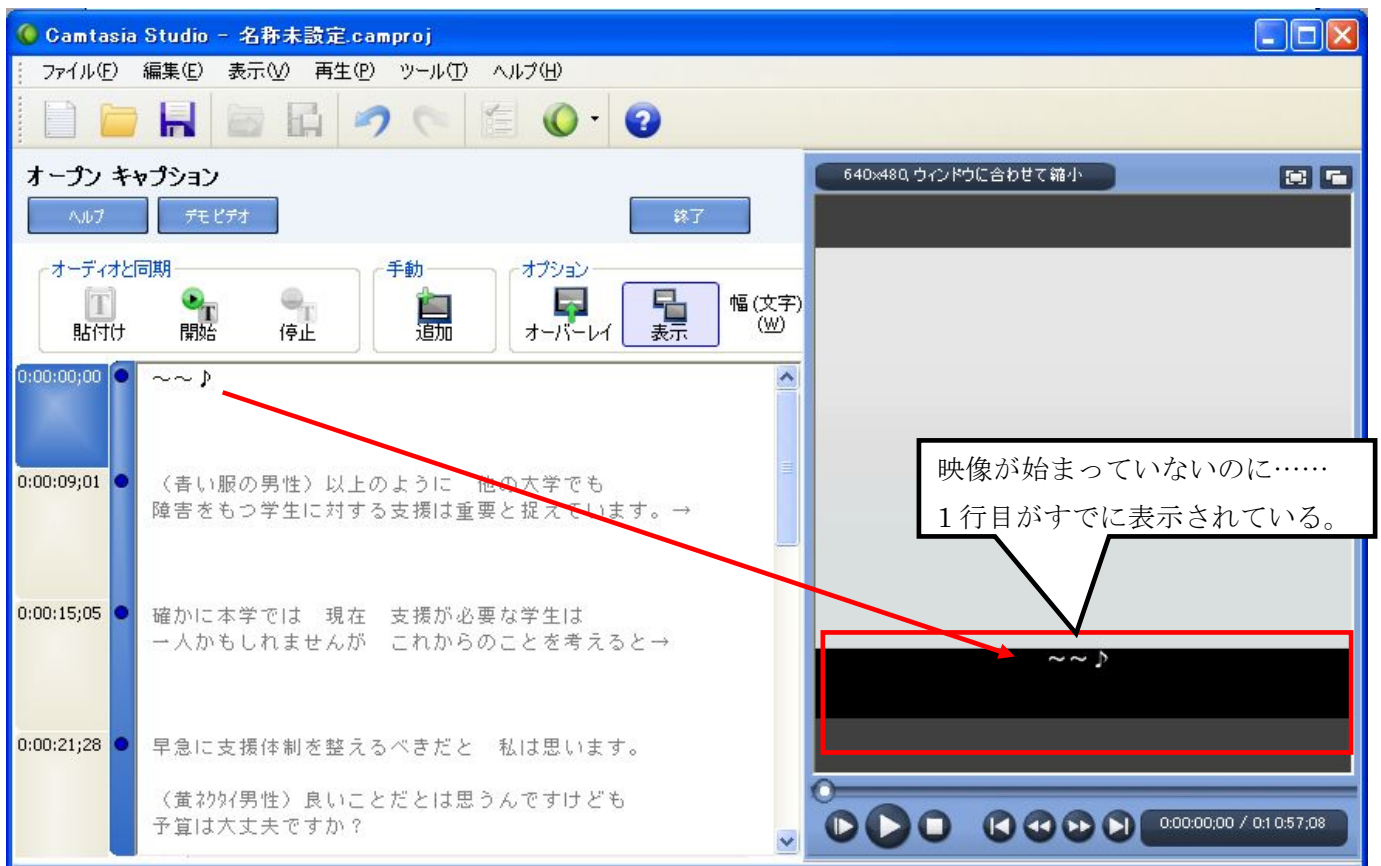 Camtasia Studio - 名称未設定.camproj
ファイル(F) 編集(E) 表示(V) 再生(P) ツール(T) ヘルプ(H)
オープン キャプション
ヘルプ デモ ビデオ 終了
オーディオと同期 手動 オプション
貼付け 開始 停止 追加 オーバーレイ 表示 幅(文字)
(W)
0:00:00;00 ～～♪
0:00:09;01 （青い服の男性）以上のように 他の大学でも
障害をもつ学生に対する支援は重要と捉えています。→
0:00:15;05 確かに本学では 現在 支援が必要な学生は
一人かもしれませんが これからのことを考えると→
0:00:21;28 早急に支援体制を整えるべきだと 私は思います。
（黄ﾈｸﾀｲ男性）良いことだとは思うんですけども
予算は大丈夫ですか？
640x480, ウィンドウに合わせて縮小
映像が始まっていないのに……
１行目がすでに表示されている。
～～♪
0:00:00;00 / 0:10:57;08